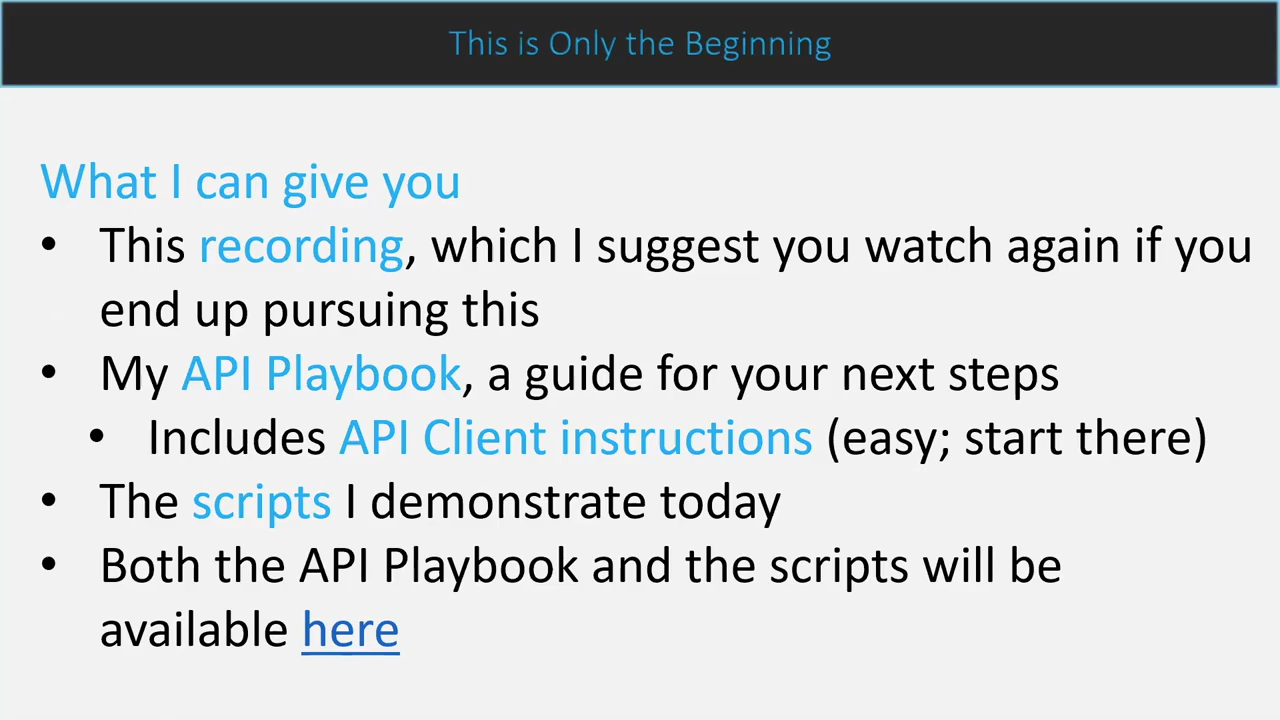 This is Only the Beginning
What I can give you
• This recording, which I suggest you watch again if you
end up pursuing this
• My API Playbook, a guide for your next steps
• Includes API Client instructions (easy; start there)
• The scripts I demonstrate today
• Both the API Playbook and the scripts will be
available here